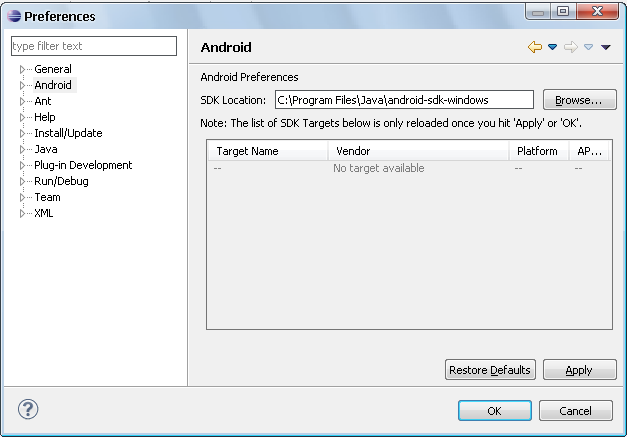 Preferences
type filter text
General
Android
Ant
Help
Install/Update
Java
Plug-in Development
Run/Debug
Team
XML
Android
Android Preferences
SDK Location: C:\Program Files\Java\android-sdk-windows Browse...
Note: The list of SDK Targets below is only reloaded once you hit 'Apply' or 'OK'.
Target Name Vendor Platform AP...
-- No target available -- --
Restore Defaults Apply
? OK Cancel